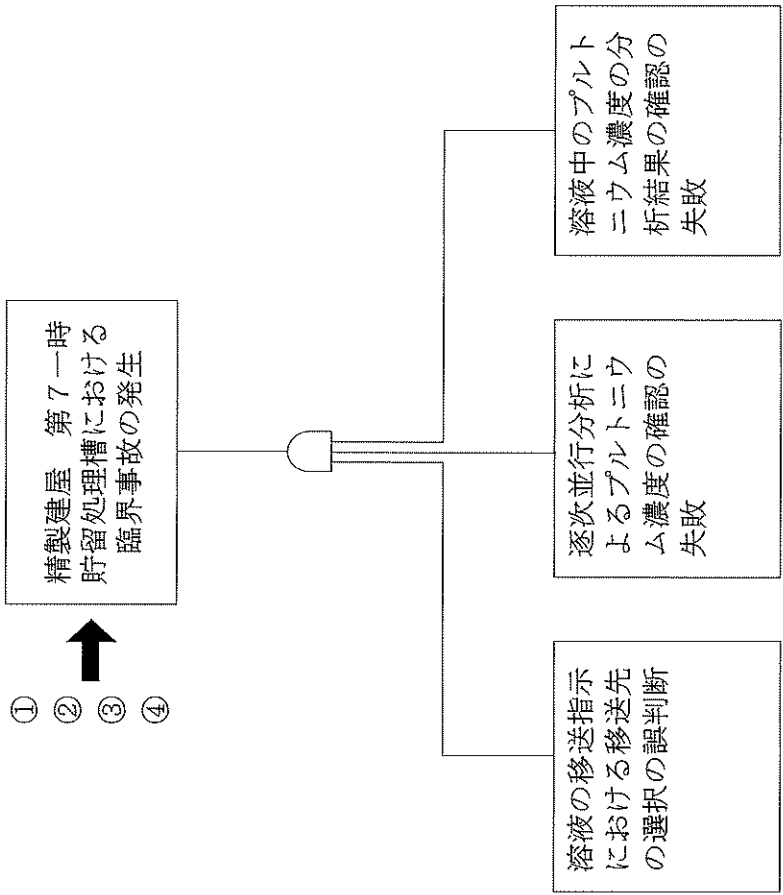 ①
②
③
④
精製建屋 第7一時
貯留処理槽における
臨界事故の発生
溶液の移送指示
における移送先
の選択の誤判断
逐次並行分析に
よるプルトニウ
ム濃度の確認の
失敗
溶液中のプルト
ニウム濃度の分
析結果の確認の
失敗